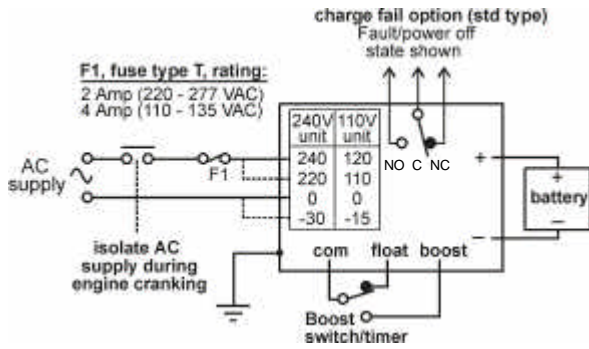 charge fail option (std type)
Fault/power off
state shown
F1, fuse type T, rating:
2 Amp (220 - 277 VAC)
4 Amp (110 - 135 VAC)
240V 110V
unit unit
240 120
220 110
0 0
-30 -15
NO C NC
AC
supply
F1
+
-
+
battery
-
isolate AC
supply during
engine cranking
com float boost
Boost
switch/timer